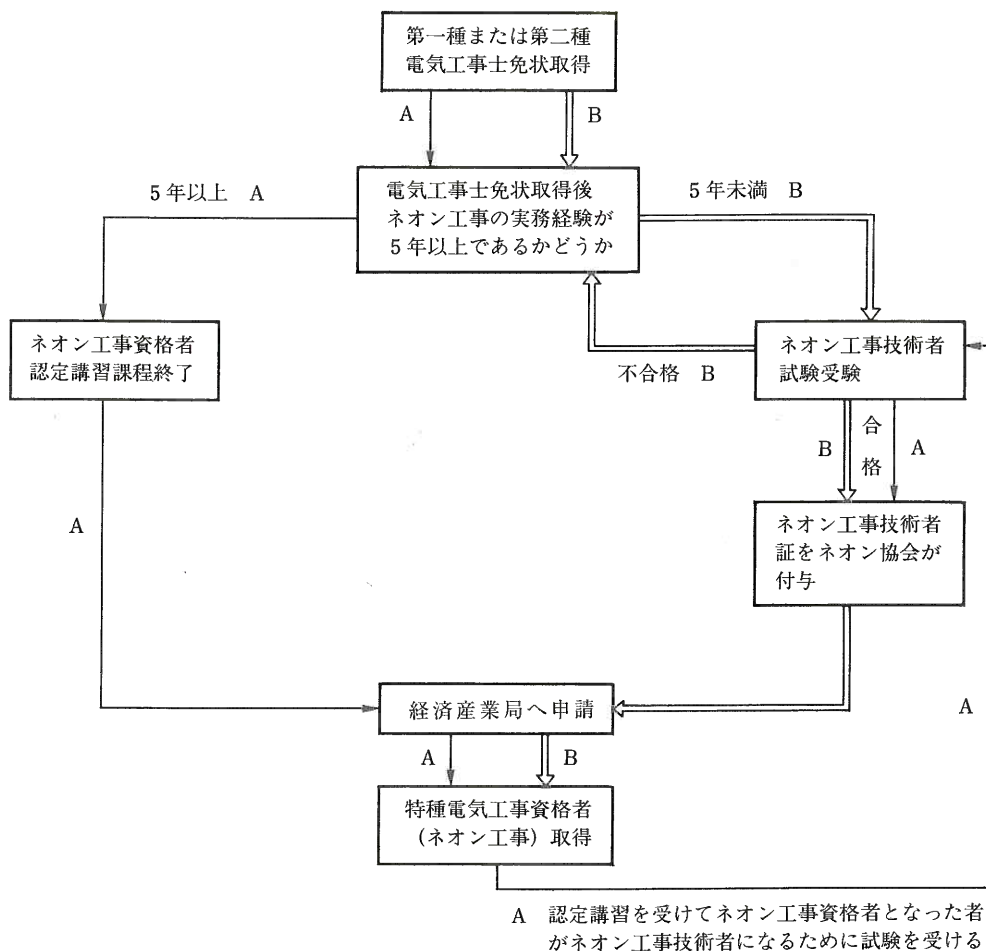 第一種または第二種
電気工事士免状取得
A
B
電気工事士免状取得後
ネオン工事の実務経験が
5年以上であるかどうか
5年以上 A
5年未満 B
ネオン工事資格者
認定講習課程終了
ネオン工事技術者
試験受験
不合格 B
B
合格
A
ネオン工事技術者
証をネオン協会が
付与
A
経済産業局へ申請
A
A
B
特種電気工事資格者
(ネオン工事)取得
A 認定講習を受けてネオン工事資格者となった者
がネオン工事技術者になるために試験を受ける